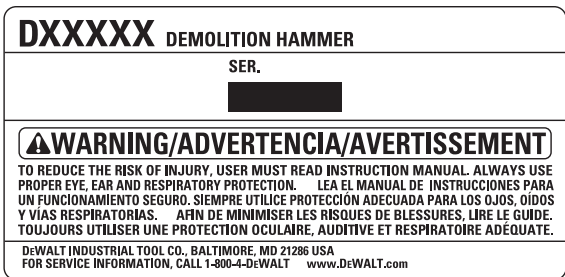 DXXXXX DEMOLITION HAMMER
SER.
WARNING/ADVERTENCIA/AVERTISSEMENT
TO REDUCE THE RISK OF INJURY, USER MUST READ INSTRUCTION MANUAL. ALWAYS USE
PROPER EYE, EAR AND RESPIRATORY PROTECTION. LEA EL MANUAL DE INSTRUCCIONES PARA
UN FUNCIONAMIENTO SEGURO. SIEMPRE UTILICE PROTECCIÓN ADECUADA PARA LOS OJOS, OÍDOS
Y VÍAS RESPIRATORIAS. AFIN DE MINIMISER LES RISQUES DE BLESSURES, LIRE LE GUIDE.
TOUJOURS UTILISER UNE PROTECTION OCULAIRE, AUDITIVE ET RESPIRATOIRE ADÉQUATE.
DEWALT INDUSTRIAL TOOL CO., BALTIMORE, MD 21286 USA
FOR SERVICE INFORMATION, CALL 1-800-4-DEWALT www.DEWALT.com